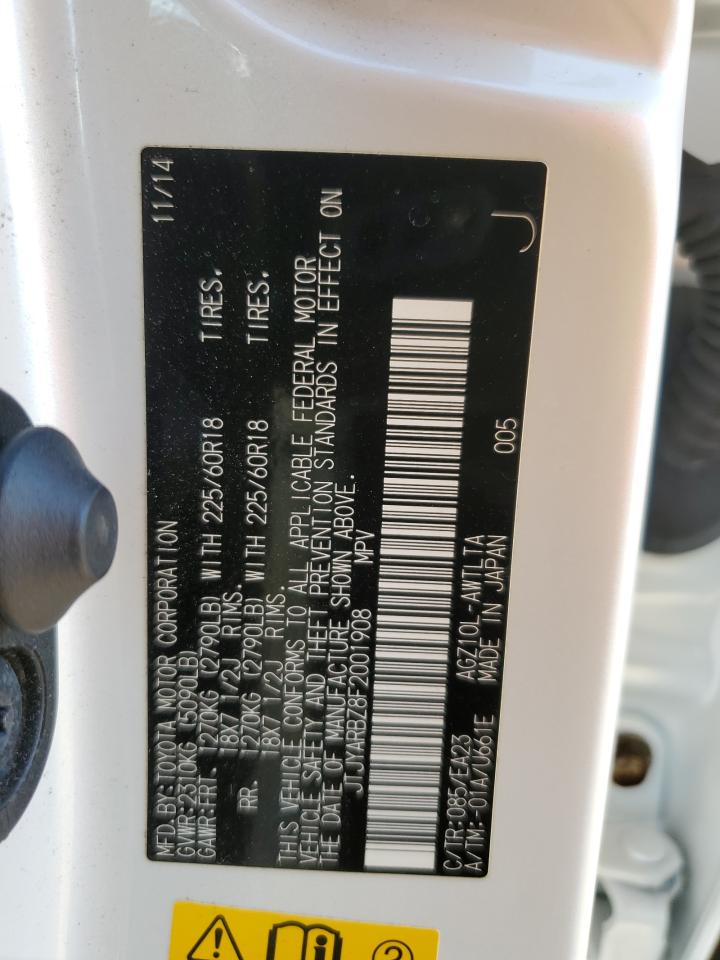 MFD.BY:TOYOTA MOTOR CORPORATION 11/14
GVWR:2310KG (5090LB)
GAWR:FRT 1270KG (2790LB) WITH 225/60R18 TIRES.
18X7 1/2J RIMS.
RR. 1270KG (2790LB) WITH 225/60R18 TIRES.
18X7 1/2J RIMS.
THIS VEHICLE CONFORMS TO ALL APPLICABLE FEDERAL MOTOR
VEHICLE SAFETY AND THEFT PREVENTION STANDARDS IN EFFECT ON
THE DATE OF MANUFACTURE SHOWN ABOVE.
JTJYARBZ8F2001908 MPV
C/TR:085/EA23 AGZ10L-AWTLTA
A/TM:-01A/U661E MADE IN JAPAN 005 J